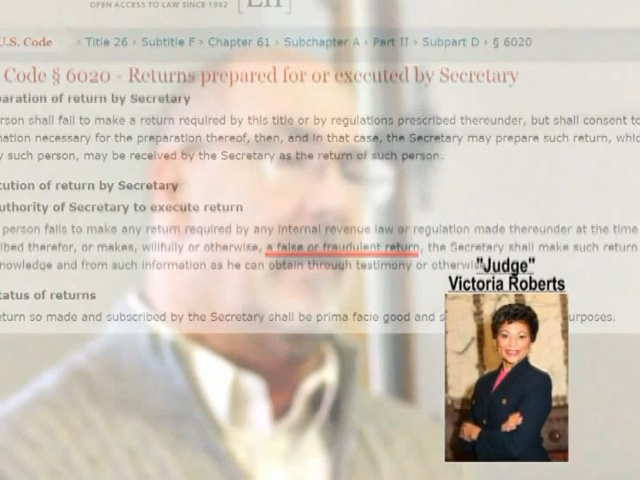 OPEN ACCESS TO LAW SINCE 1992
U.S. Code › Title 26 › Subtitle F › Chapter 61 › Subchapter A › Part II › Subpart D › § 6020
Code § 6020 - Returns prepared for or executed by Secretary
paration of return by Secretary
rson shall fail to make a return required by this title or by regulations prescribed thereunder, but shall consent to
nation necessary for the preparation thereof, then, and in that case, the Secretary may prepare such return, whic
y such person, may be received by the Secretary as the return of such person.
cution of return by Secretary
uthority of Secretary to execute return
person fails to make any return required by any internal revenue law or regulation made thereunder at the time
ibed therefor, or makes, willfully or otherwise, a false or fraudulent return, the Secretary shall make such return
nowledge and from such information as he can obtain through testimony or otherwis
"Judge"
Victoria Roberts
tatus of returns
eturn so made and subscribed by the Secretary shall be prima facie good and s urposes.